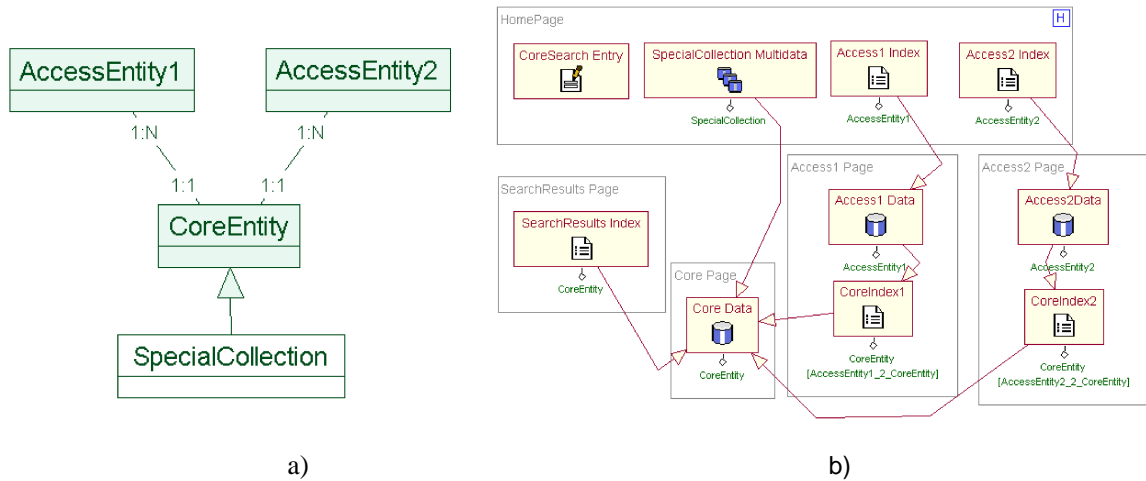 AccessEntity1
AccessEntity2
1:N
1:N
1:1
1:1
CoreEntity
SpecialCollection
a)
HomePage
H
CoreSearch Entry
SpecialCollection Multidata
SpecialCollection
Access1 Index
AccessEntity1
Access2 Index
AccessEntity2
SearchResults Page
SearchResults Index
CoreEntity
Core Page
Core Data
CoreEntity
Access1 Page
Access1 Data
AccessEntity1
CoreIndex1
CoreEntity
[AccessEntity1_2_CoreEntity]
Access2 Page
Access2Data
AccessEntity2
CoreIndex2
CoreEntity
[AccessEntity2_2_CoreEntity]
b)